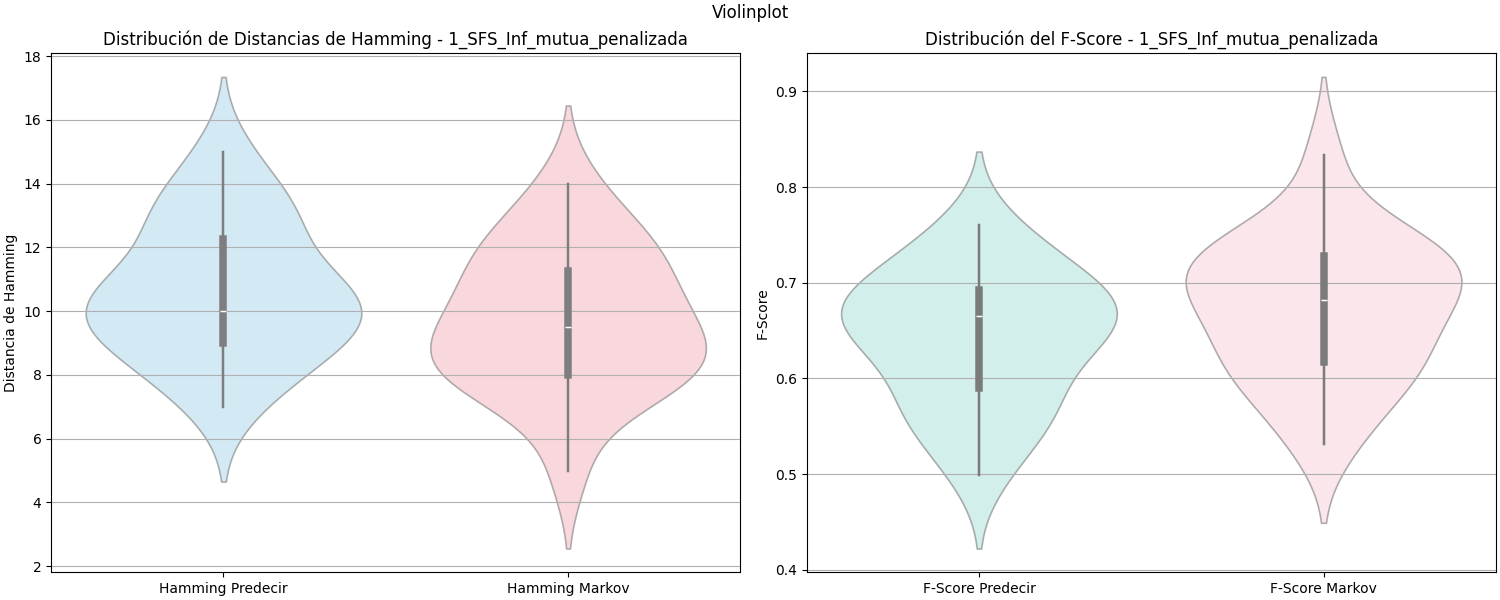 Violinplot
Distribución de Distancias de Hamming - 1_SFS_Inf_mutua_penalizada
18
16
14
12
10
8
6
4
2
Distancia de Hamming
Hamming Predecir
Hamming Markov
Distribución del F-Score - 1_SFS_Inf_mutua_penalizada
0.9
0.8
0.7
0.6
0.5
0.4
F-Score
F-Score Predecir
F-Score Markov